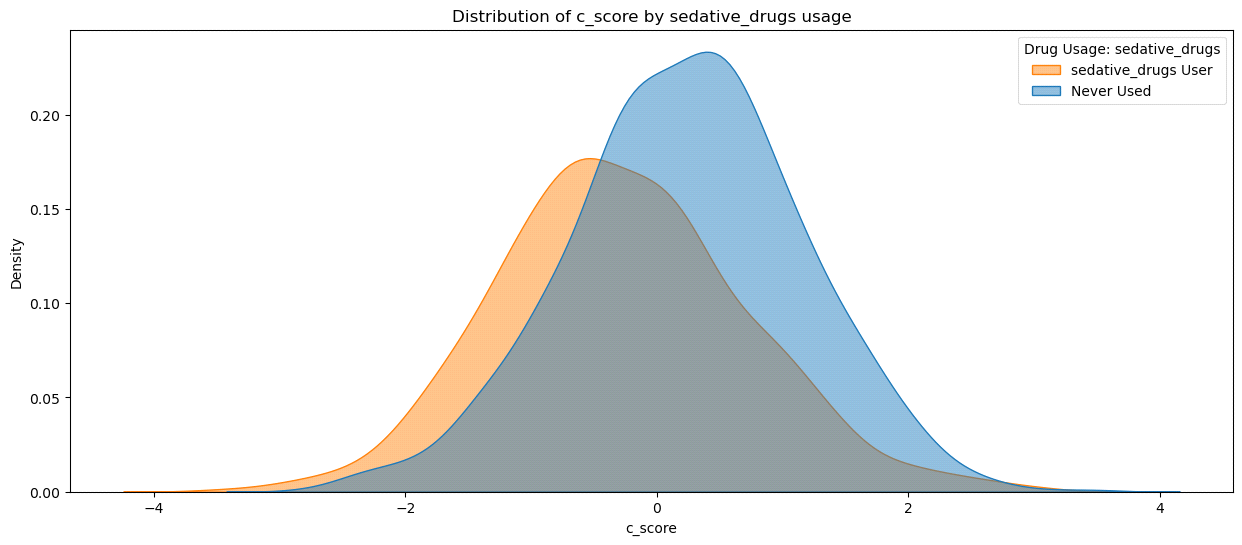 Distribution of c_score by sedative_drugs usage
Drug Usage: sedative_drugs
sedative_drugs User
Never Used
Density
0.20
0.15
0.10
0.05
0.00
−4
−2
0
2
4
c_score